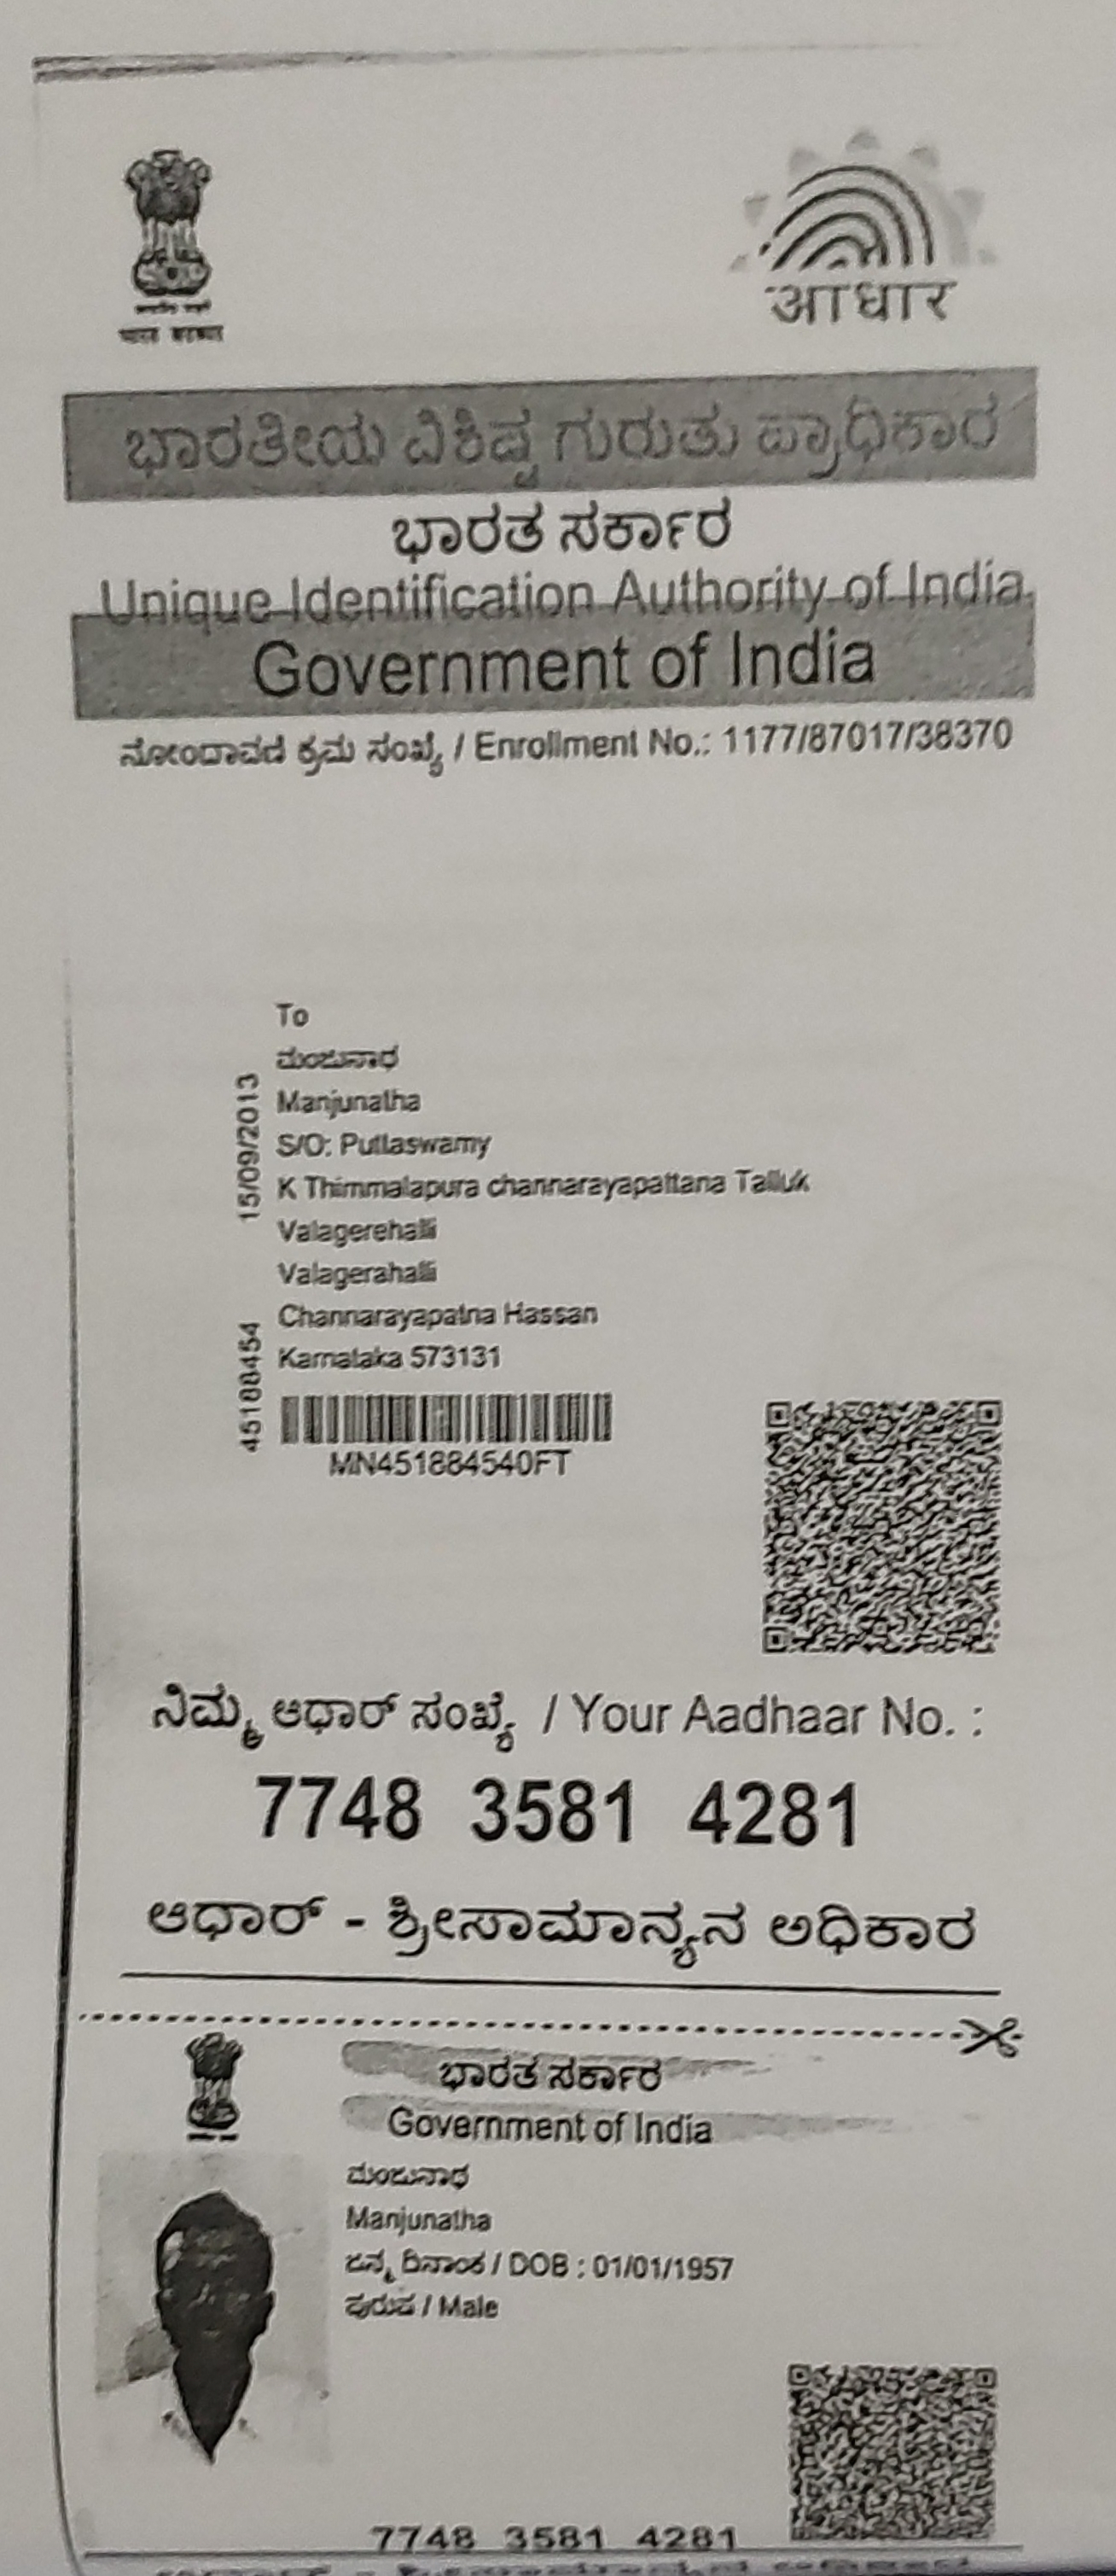 भारत सरकार
आधार
ಭಾರತೀಯ ವಿಶಿಷ್ಟ ಗುರುತು ಪ್ರಾಧಿಕಾರ
ಭಾರತ ಸರ್ಕಾರ
Unique Identification Authority of India
Government of India
ನೋಂದಾವಣಿ ಕ್ರಮ ಸಂಖ್ಯೆ / Enrollment No.: 1177/87017/38370
To
ಮಂಜುನಾಥ
Manjunatha
S/O: Puttaswamy
K Thimmalapura channarayapattana Talluk
Valagerehalli
Valagerahalli
Channarayapatna Hassan
Karnataka 573131
15/09/2013
45188454
MN451884540FT
ನಿಮ್ಮ ಆಧಾರ್ ಸಂಖ್ಯೆ / Your Aadhaar No. :
7748 3581 4281
ಆಧಾರ್ - ಶ್ರೀಸಾಮಾನ್ಯನ ಅಧಿಕಾರ
ಭಾರತ ಸರ್ಕಾರ
Government of India
ಮಂಜುನಾಥ
Manjunatha
ಜನ್ಮ ದಿನಾಂಕ / DOB : 01/01/1957
ಪುರುಷ / Male
7748 3581 4281